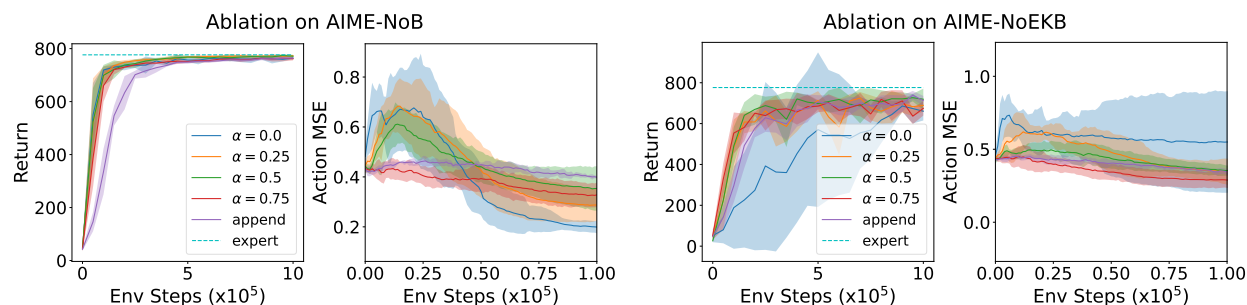 Ablation on AIME-NoB
Return
800
600
400
200
0
0
5
10
Env Steps (x10⁵)
α = 0.0
α = 0.25
α = 0.5
α = 0.75
append
expert
Action MSE
0.8
0.6
0.4
0.2
0.00
0.25
0.50
0.75
1.00
Env Steps (x10⁵)
Ablation on AIME-NoEKB
Return
800
600
400
200
0
0
5
10
Env Steps (x10⁵)
α = 0.0
α = 0.25
α = 0.5
α = 0.75
append
expert
Action MSE
1.0
0.5
0.0
0.00
0.25
0.50
0.75
1.00
Env Steps (x10⁵)